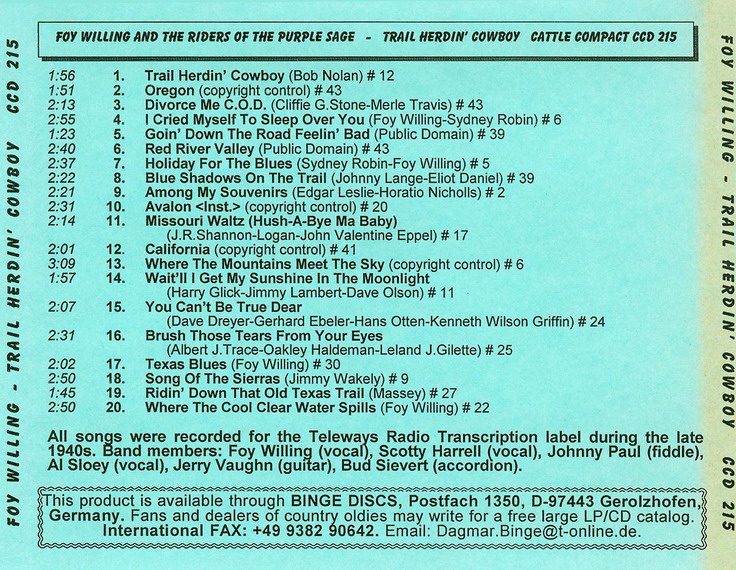 FOY WILLING AND THE RIDERS OF THE PURPLE SAGE - TRAIL HERDIN' COWBOY CATTLE COMPACT CCD 215
1:56 1. Trail Herdin' Cowboy (Bob Nolan) # 12
1:51 2. Oregon (copyright control) # 43
2:13 3. Divorce Me C.O.D. (Cliffie G.Stone-Merle Travis) # 43
2:55 4. I Cried Myself To Sleep Over You (Foy Willing-Sydney Robin) # 6
1:23 5. Goin' Down The Road Feelin' Bad (Public Domain) # 39
2:40 6. Red River Valley (Public Domain) # 43
2:37 7. Holiday For The Blues (Sydney Robin-Foy Willing) # 5
2:22 8. Blue Shadows On The Trail (Johnny Lange-Eliot Daniel) # 39
2:21 9. Among My Souvenirs (Edgar Leslie-Horatio Nicholls) # 2
2:31 10. Avalon <Inst.> (copyright control) # 20
2:14 11. Missouri Waltz (Hush-A-Bye Ma Baby)
(J.R.Shannon-Logan-John Valentine Eppel) # 17
2:01 12. California (copyright control) # 41
3:09 13. Where The Mountains Meet The Sky (copyright control) # 6
1:57 14. Wait'll I Get My Sunshine In The Moonlight
(Harry Glick-Jimmy Lambert-Dave Olson) # 11
2:07 15. You Can't Be True Dear
(Dave Dreyer-Gerhard Ebeler-Hans Otten-Kenneth Wilson Griffin) # 24
2:31 16. Brush Those Tears From Your Eyes
(Albert J.Trace-Oakley Haldeman-Leland J.Gilette) # 25
2:02 17. Texas Blues (Foy Willing) # 30
2:50 18. Song Of The Sierras (Jimmy Wakely) # 9
1:45 19. Ridin' Down That Old Texas Trail (Massey) # 27
2:50 20. Where The Cool Clear Water Spills (Foy Willing) # 22
All songs were recorded for the Teleways Radio Transcription label during the late
1940s. Band members: Foy Willing (vocal), Scotty Harrell (vocal), Johnny Paul (fiddle),
Al Sloey (vocal), Jerry Vaughn (guitar), Bud Sievert (accordion).
This product is available through BINGE DISCS, Postfach 1350, D-97443 Gerolzhofen,
Germany. Fans and dealers of country oldies may write for a free large LP/CD catalog.
International FAX: +49 9382 90642. Email: Dagmar.Binge@t-online.de.
FOY WILLING - TRAIL HERDIN' COWBOY CCD 215
FOY WILLING - TRAIL HERDIN' COWBOY CCD 215